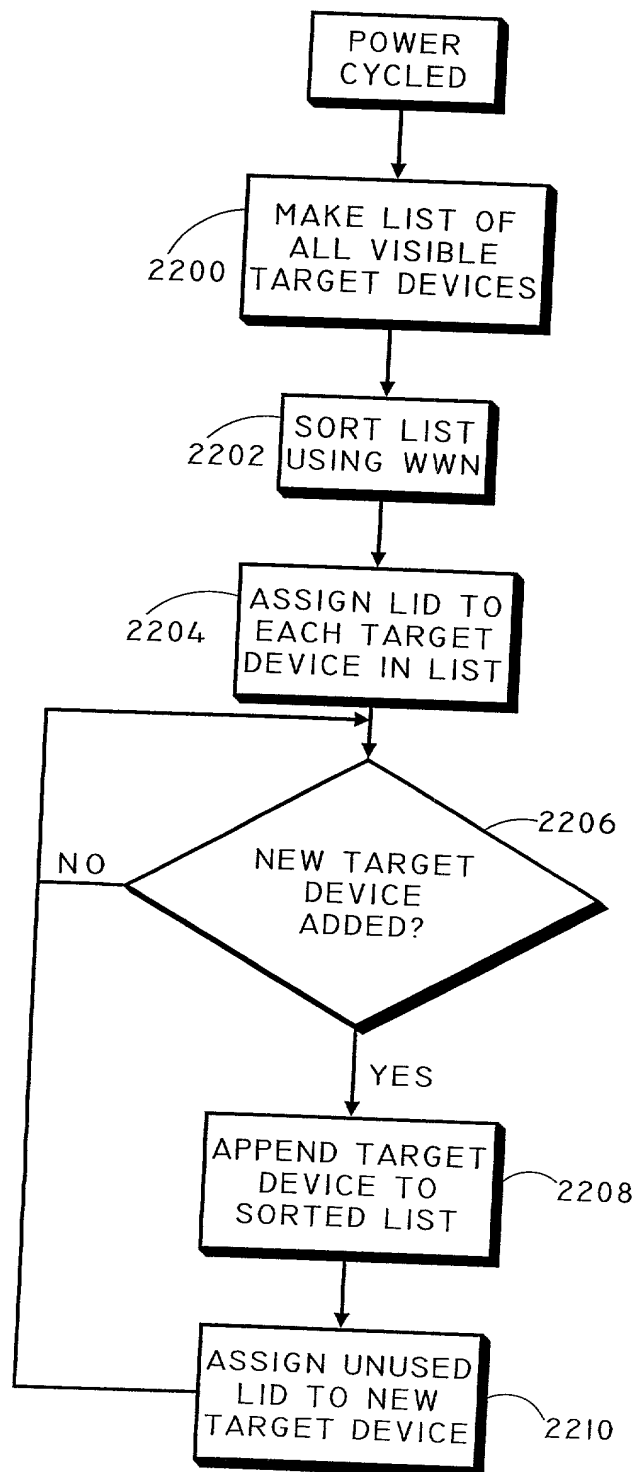 POWER
CYCLED
MAKE LIST OF
ALL VISIBLE
TARGET DEVICES
2200
SORT LIST
USING WWN
2202
ASSIGN LID TO
EACH TARGET
DEVICE IN LIST
2204
NEW TARGET
DEVICE
ADDED?
2206
NO
YES
APPEND TARGET
DEVICE TO
SORTED LIST
2208
ASSIGN UNUSED
LID TO NEW
TARGET DEVICE
2210